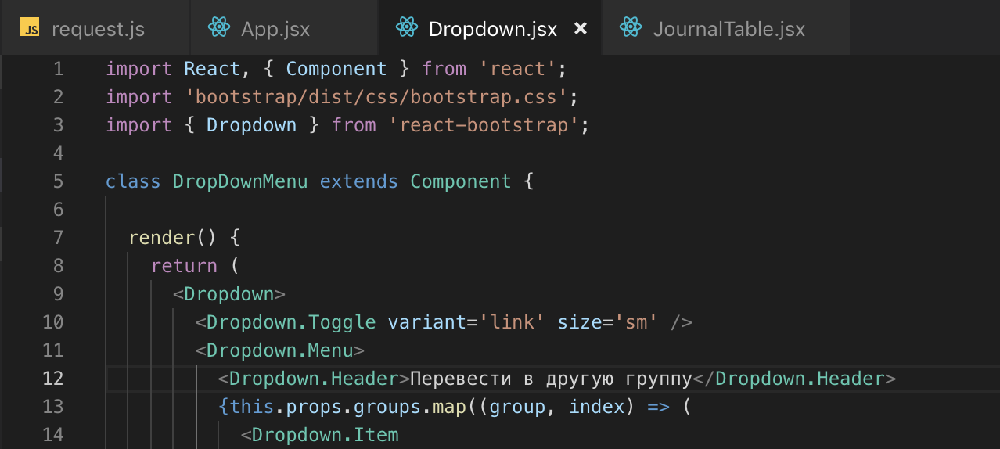 JS request.js App.jsx Dropdown.jsx × JournalTable.jsx
1 import React, { Component } from 'react';
2 import 'bootstrap/dist/css/bootstrap.css';
3 import { Dropdown } from 'react-bootstrap';
4
5 class DropDownMenu extends Component {
6
7 render() {
8 return (
9 <Dropdown>
10 <Dropdown.Toggle variant='link' size='sm' />
11 <Dropdown.Menu>
12 <Dropdown.Header>Перевести в другую группу</Dropdown.Header>
13 {this.props.groups.map((group, index) => (
14 <Dropdown.Item